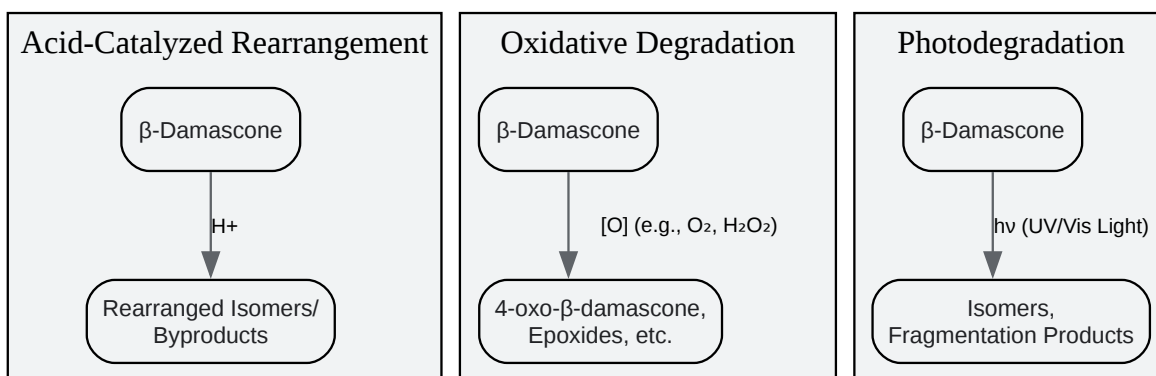 Acid-Catalyzed Rearrangement
β-Damascone
H+
Rearranged Isomers/
Byproducts
Oxidative Degradation
β-Damascone
[O] (e.g., O₂, H₂O₂)
4-oxo-β-damascone,
Epoxides, etc.
Photodegradation
β-Damascone
hν (UV/Vis Light)
Isomers,
Fragmentation Products